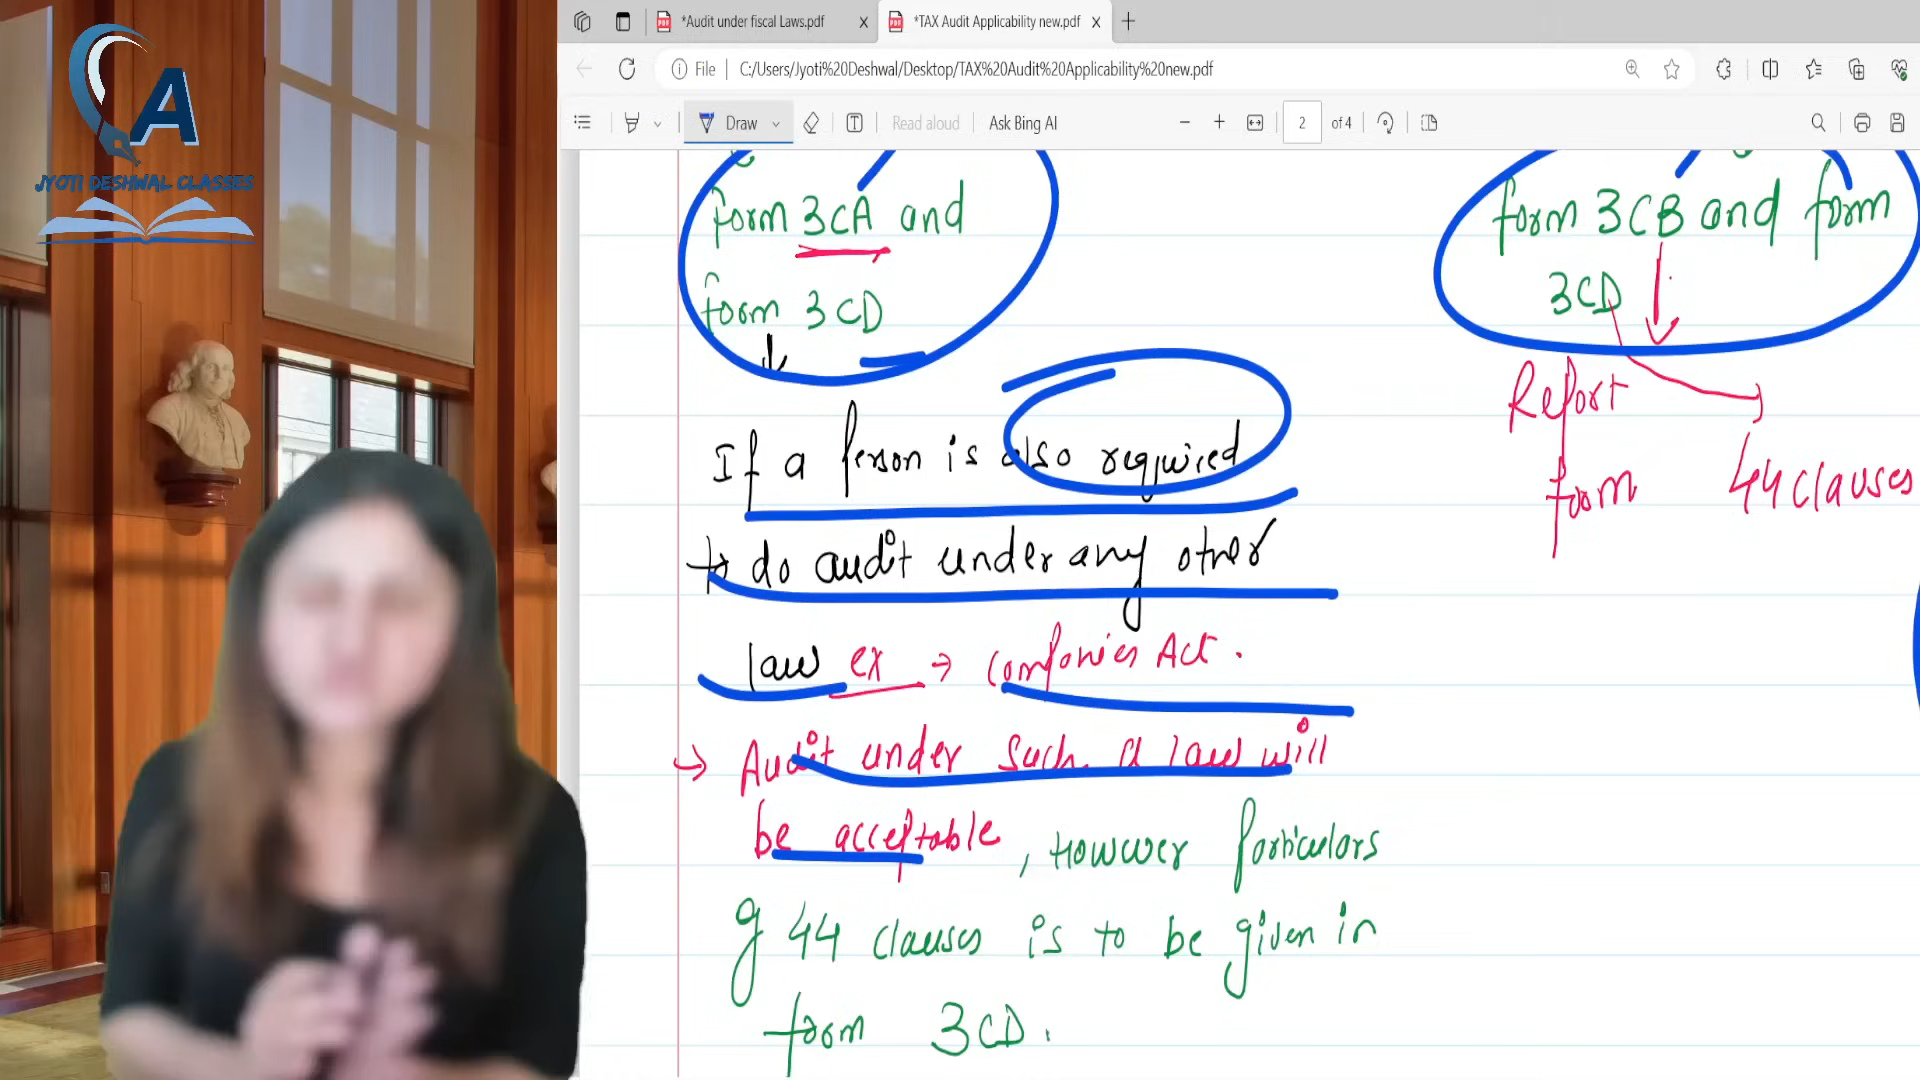 A
JYOTI DESHWAL CLASSES
*Audit under fiscal Laws.pdf
*TAX Audit Applicability new.pdf
File
C:/Users/Jyoti%20Deshwal/Desktop/TAX%20Audit%20Applicability%20new.pdf
Draw
Read aloud
Ask Bing AI
2
of 4
form 3CA and
form 3CD
If a person is also required
to do audit under any other
law ex → Companies Act.
→ Audit under such a law will
be acceptable, However particulars
of 44 clauses is to be given in
form 3CD.
form 3CB and form
3CD
Report
form
44 clauses